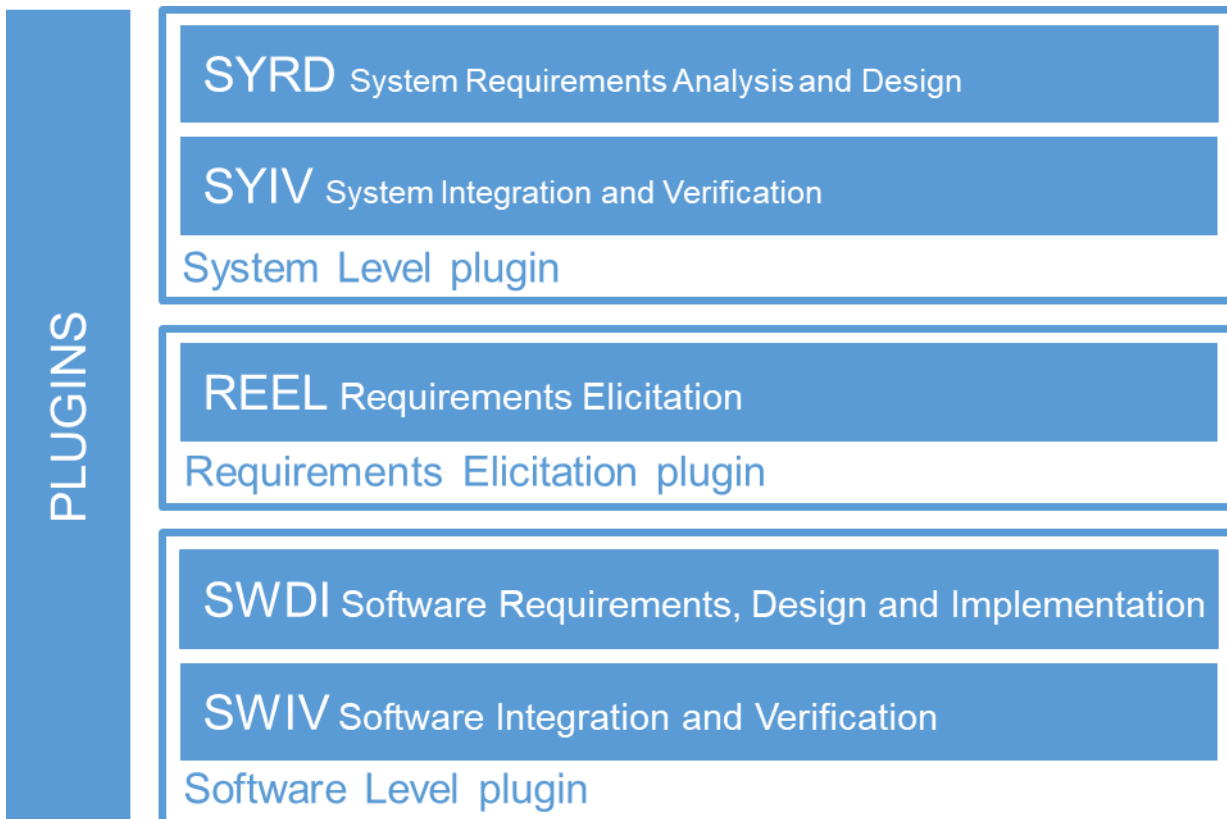 PLUGINS
SYRD System Requirements Analysis and Design
SYIV System Integration and Verification
System Level plugin
REEL Requirements Elicitation
Requirements Elicitation plugin
SWDI Software Requirements, Design and Implementation
SWIV Software Integration and Verification
Software Level plugin